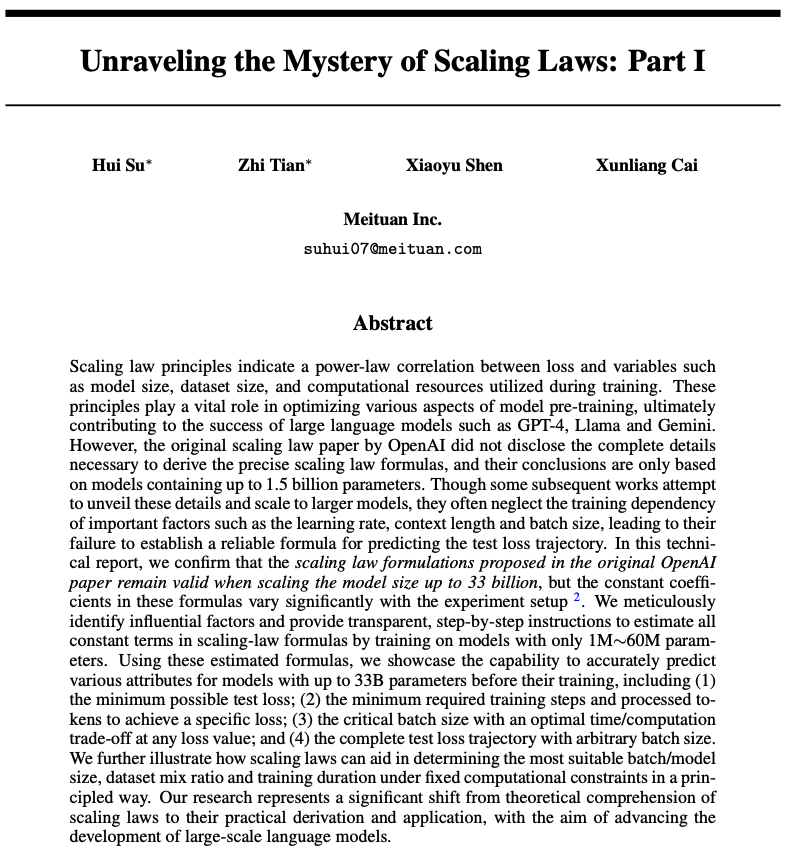 Unraveling the Mystery of Scaling Laws: Part I
Hui Su* Zhi Tian* Xiaoyu Shen Xunliang Cai
Meituan Inc.
suhui07@meituan.com
Abstract
Scaling law principles indicate a power-law correlation between loss and variables such
as model size, dataset size, and computational resources utilized during training. These
principles play a vital role in optimizing various aspects of model pre-training, ultimately
contributing to the success of large language models such as GPT-4, Llama and Gemini.
However, the original scaling law paper by OpenAI did not disclose the complete details
necessary to derive the precise scaling law formulas, and their conclusions are only based
on models containing up to 1.5 billion parameters. Though some subsequent works attempt
to unveil these details and scale to larger models, they often neglect the training dependency
of important factors such as the learning rate, context length and batch size, leading to their
failure to establish a reliable formula for predicting the test loss trajectory. In this techni-
cal report, we confirm that the scaling law formulations proposed in the original OpenAI
paper remain valid when scaling the model size up to 33 billion, but the constant coeffi-
cients in these formulas vary significantly with the experiment setup 2. We meticulously
identify influential factors and provide transparent, step-by-step instructions to estimate all
constant terms in scaling-law formulas by training on models with only 1M~60M param-
eters. Using these estimated formulas, we showcase the capability to accurately predict
various attributes for models with up to 33B parameters before their training, including (1)
the minimum possible test loss; (2) the minimum required training steps and processed to-
kens to achieve a specific loss; (3) the critical batch size with an optimal time/computation
trade-off at any loss value; and (4) the complete test loss trajectory with arbitrary batch size.
We further illustrate how scaling laws can aid in determining the most suitable batch/model
size, dataset mix ratio and training duration under fixed computational constraints in a prin-
cipled way. Our research represents a significant shift from theoretical comprehension of
scaling laws to their practical derivation and application, with the aim of advancing the
development of large-scale language models.